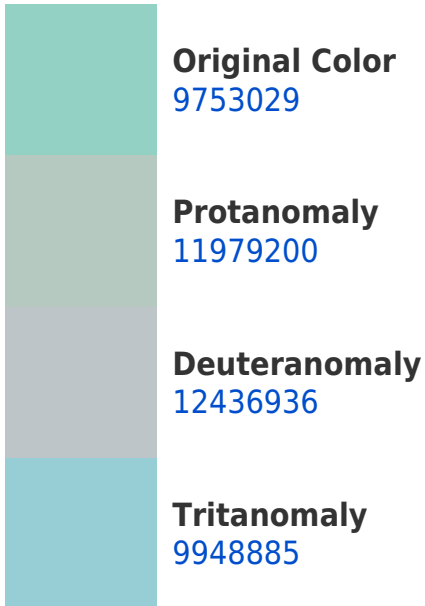 Original Color
9753029
Protanomaly
11979200
Deuteranomaly
12436936
Tritanomaly
9948885